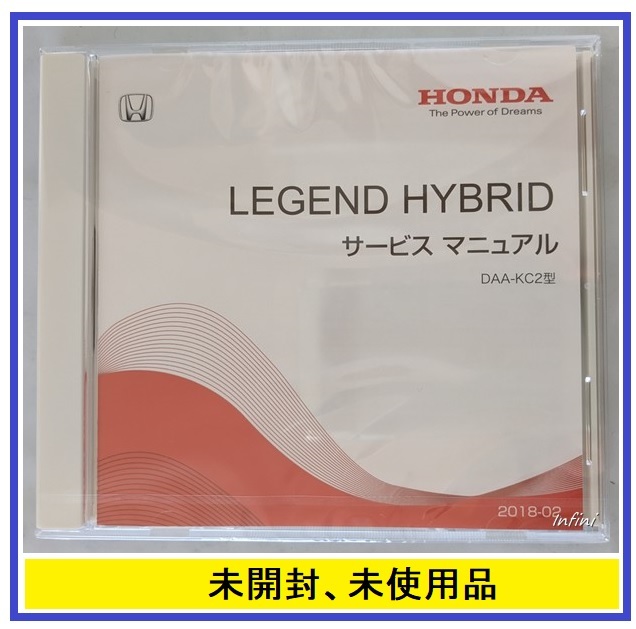 HONDA
The Power of Dreams
LEGEND HYBRID
サービス マニュアル
DAA-KC2型
2018-02
Infini
未開封、未使用品